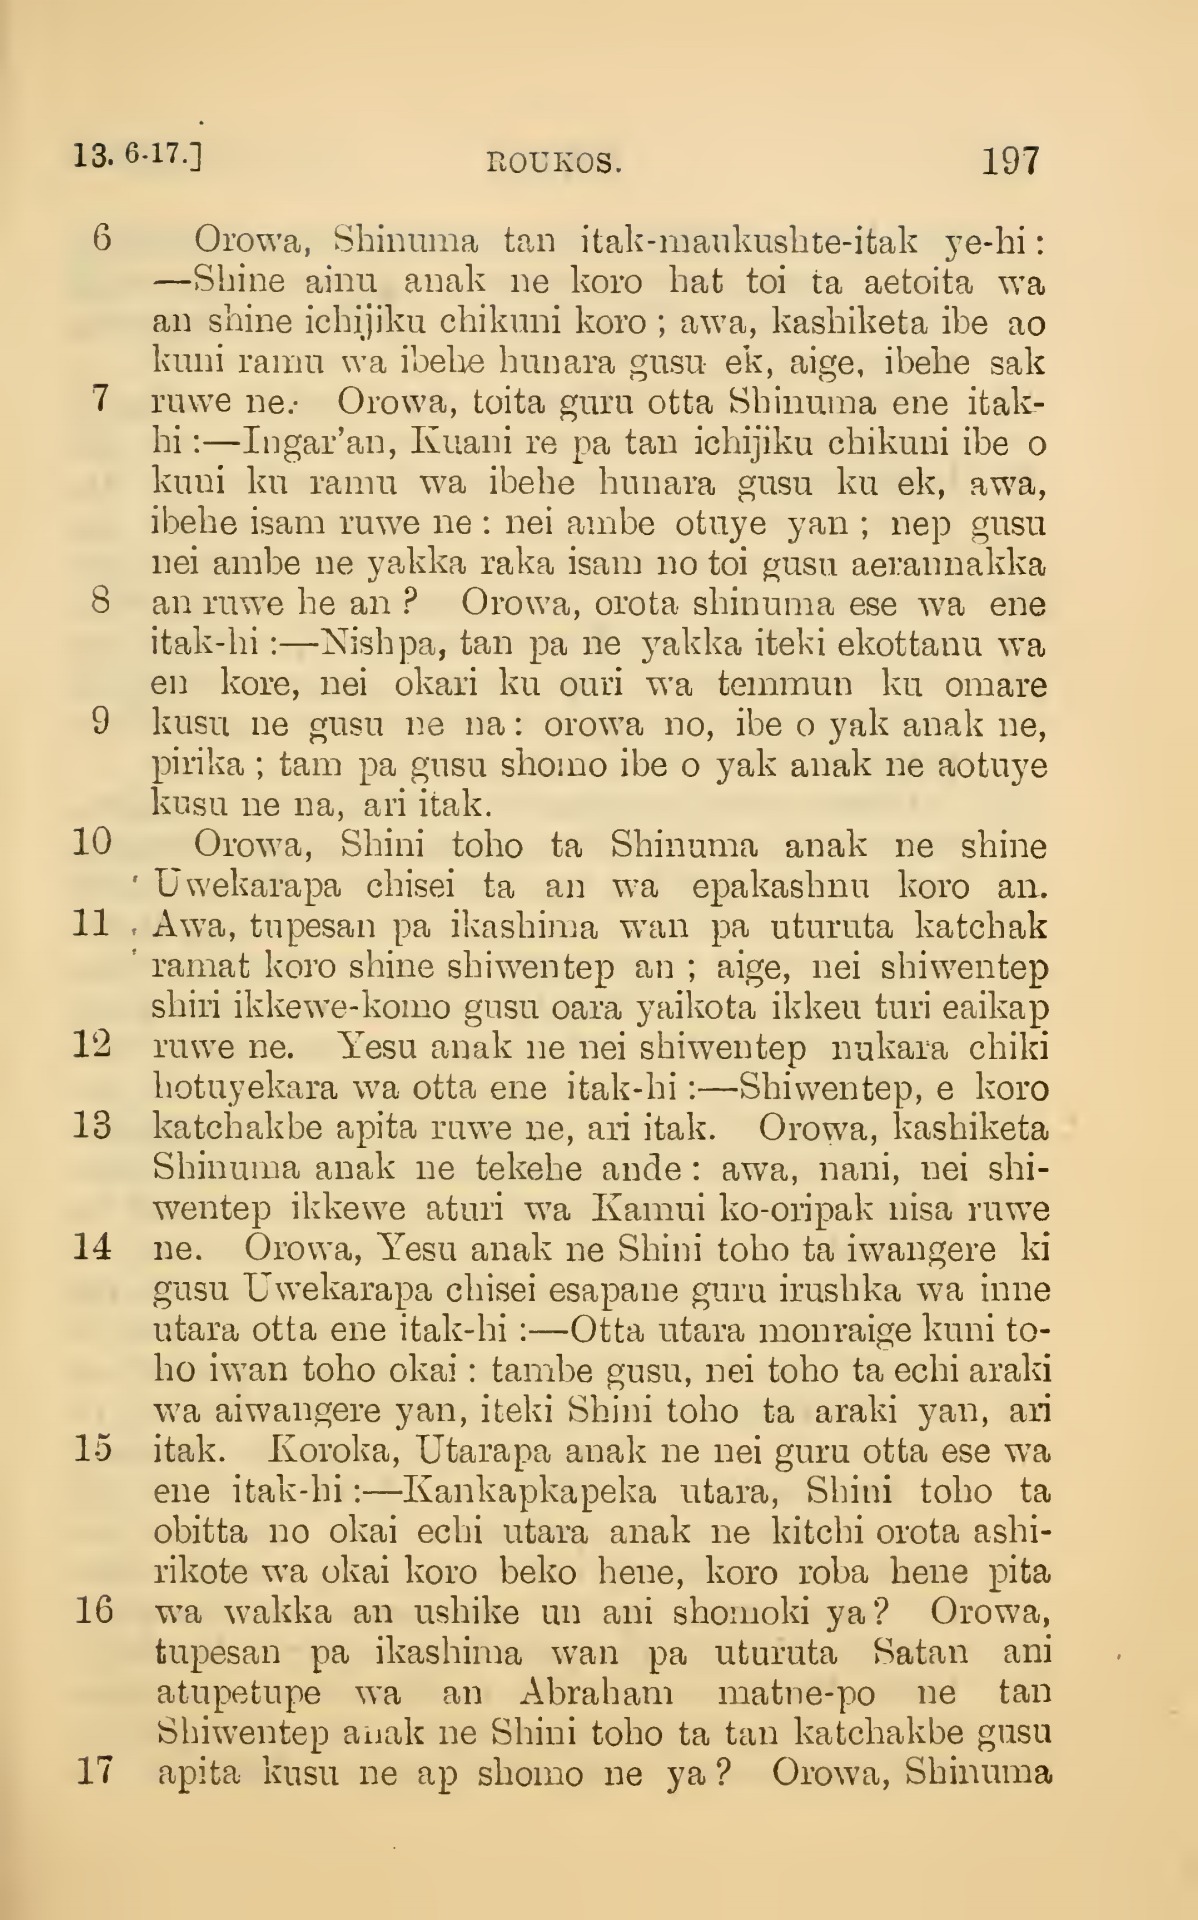 13. 6-17.] ROUKOS. 197
6 Orowa, Shinuma tan itak-maukushte-itak ye-hi :
—Shine ainu anak ne koro hat toi ta aetoita wa
an shine ichijiku chikuni koro ; awa, kashiketa ibe ao
kuni ramu wa ibehe hunara gusu ek, aige, ibehe sak
7 ruwe ne. Orowa, toita guru otta Shinuma ene itak-
hi :—Ingar'an, Kuani re pa tan ichijiku chikuni ibe o
kuni ku ramu wa ibehe hunara gusu ku ek, awa,
ibehe isam ruwe ne : nei ambe otuye yan ; nep gusu
nei ambe ne yakka raka isam no toi gusu aerannakka
8 an ruwe he an ? Orowa, orota shinuma ese wa ene
itak-hi :—Nishpa, tan pa ne yakka iteki ekottanu wa
en kore, nei okari ku ouri wa temmun ku omare
9 kusu ne gusu ne na : orowa no, ibe o yak anak ne,
pirika ; tam pa gusu shomo ibe o yak anak ne aotuye
kusu ne na, ari itak.
10 Orowa, Shini toho ta Shinuma anak ne shine
Uwekarapa chisei ta an wa epakashnu koro an.
11 Awa, tupesan pa ikashima wan pa uturuta katchak
ramat koro shine shiwentep an ; aige, nei shiwentep
shiri ikkewe-komo gusu oara yaikota ikkeu turi eaikap
12 ruwe ne. Yesu anak ne nei shiwentep nukara chiki
hotuyekara wa otta ene itak-hi :—Shiwentep, e koro
13 katchakbe apita ruwe ne, ari itak. Orowa, kashiketa
Shinuma anak ne tekehe ande : awa, nani, nei shi-
wentep ikkewe aturi wa Kamui ko-oripak nisa ruwe
14 ne. Orowa, Yesu anak ne Shini toho ta iwangere ki
gusu Uwekarapa chisei esapane guru irushka wa inne
utara otta ene itak-hi :—Otta utara monraige kuni to-
ho iwan toho okai : tambe gusu, nei toho ta echi araki
wa aiwangere yan, iteki Shini toho ta araki yan, ari
15 itak. Koroka, Utarapa anak ne nei guru otta ese wa
ene itak-hi :—Kankapkapeka utara, Shini toho ta
obitta no okai echi utara anak ne kitchi orota ashi-
rikote wa okai koro beko hene, koro roba hene pita
16 wa wakka an ushike un ani shomoki ya ? Orowa,
tupesan pa ikashima wan pa uturuta Satan ani
atupetupe wa an Abraham matne-po ne tan
Shiwentep anak ne Shini toho ta tan katchakbe gusu
17 apita kusu ne ap shomo ne ya ? Orowa, Shinuma